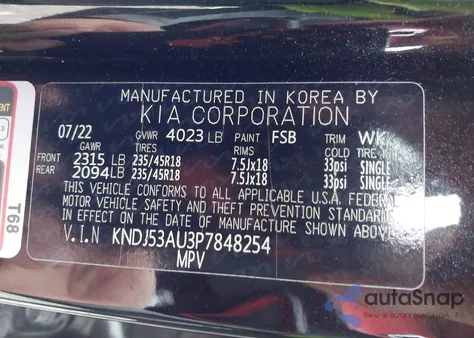 MANUFACTURED IN KOREA BY
KIA CORPORATION
07/22 GVWR 4023 LB PAINT FSB TRIM WK
GAWR TIRES RIMS COLD TIRE INF
FRONT 2315 LB 235/45R18 7.5Jx18 33psi SINGLE
REAR 2094 LB 235/45R18 7.5Jx18 33psi SINGLE
THIS VEHICLE CONFORMS TO ALL APPLICABLE U.S.A. FEDERAL
MOTOR VEHICLE SAFETY AND THEFT PREVENTION STANDARDS
IN EFFECT ON THE DATE OF MANUFACTURE SHOWN ABOVE.
V.I.N KNDJ53AU3P7848254
MPV
T68
autoSnap